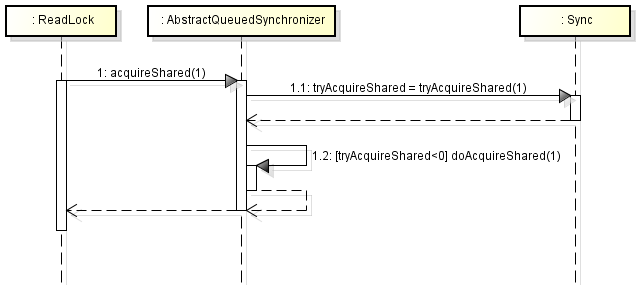 : ReadLock
: AbstractQueuedSynchronizer
: Sync
1: acquireShared(1)
1.1: tryAcquireShared = tryAcquireShared(1)
1.2: [tryAcquireShared<0] doAcquireShared(1)